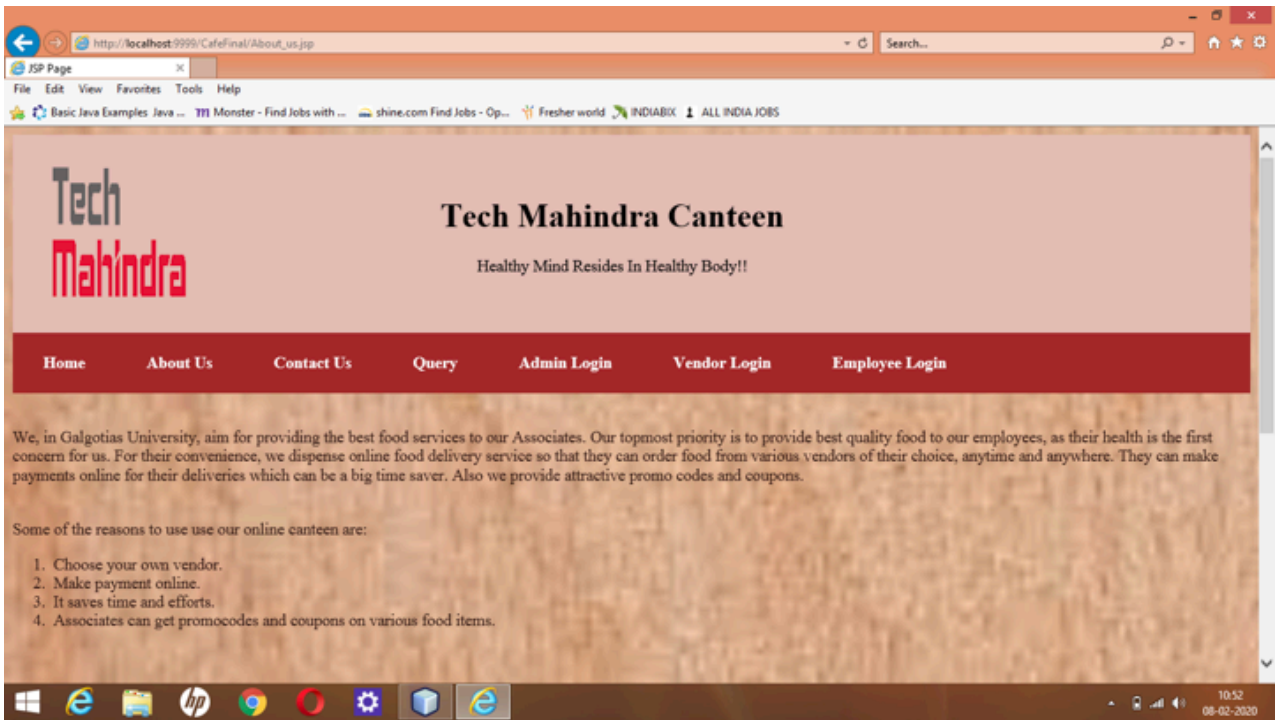 http://localhost:9999/CafeFinal/About_us.jsp
Search...
JSP Page
File Edit View Favorites Tools Help
Basic Java Examples Java ... Monster - Find Jobs with ... shine.com Find Jobs - Op... Fresher world INDIABIX ALL INDIA JOBS
Tech
Mahindra
Tech Mahindra Canteen
Healthy Mind Resides In Healthy Body!!
Home About Us Contact Us Query Admin Login Vendor Login Employee Login
We, in Galgotias University, aim for providing the best food services to our Associates. Our topmost priority is to provide best quality food to our employees, as their health is the first
concern for us. For their convenience, we dispense online food delivery service so that they can order food from various vendors of their choice, anytime and anywhere. They can make
payments online for their deliveries which can be a big time saver. Also we provide attractive promo codes and coupons.
Some of the reasons to use use our online canteen are:
1. Choose your own vendor.
2. Make payment online.
3. It saves time and efforts.
4. Associates can get promocodes and coupons on various food items.
hp
10:52
08-02-2020